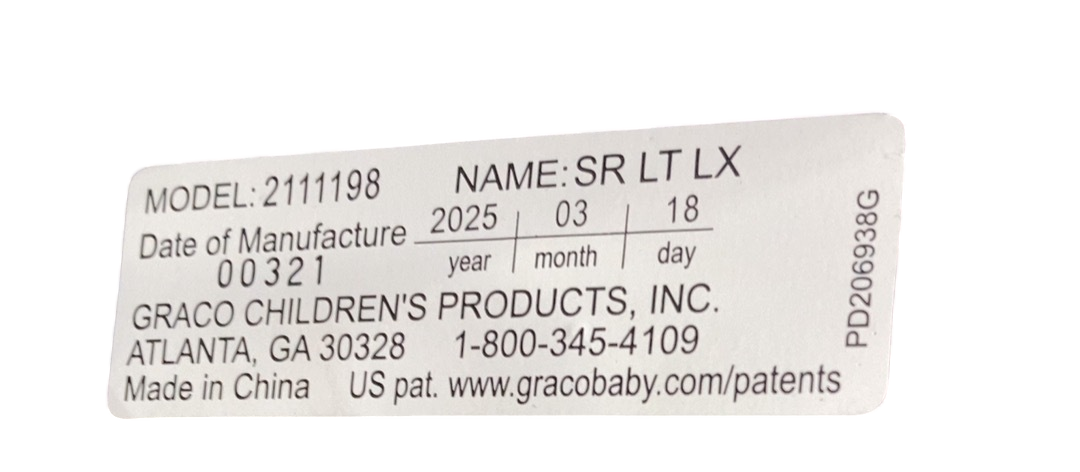 MODEL: 2111198 NAME: SR LT LX
Date of Manufacture 2025 03 18
00321 year month day
GRACO CHILDREN'S PRODUCTS, INC.
ATLANTA, GA 30328 1-800-345-4109
Made in China US pat. www.gracobaby.com/patents
PD206938G